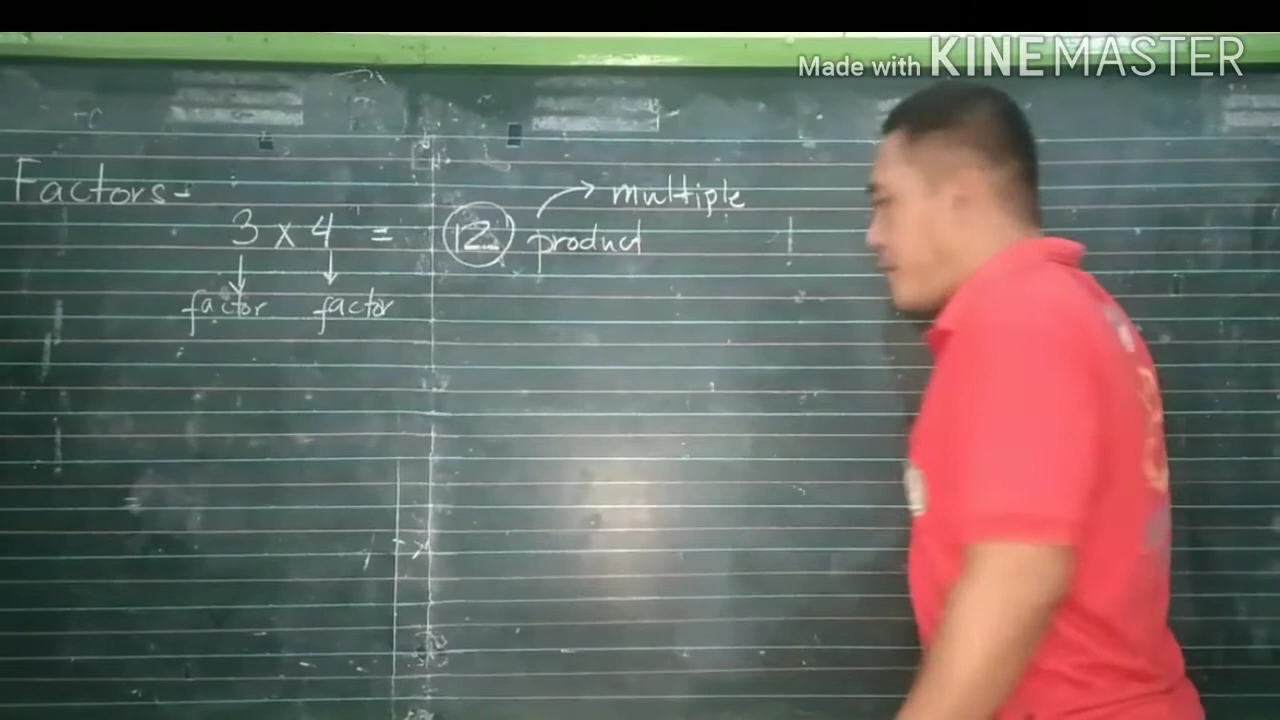 Made with KINEMASTER
Factors-
multiple
3 x 4 = 12 product
factor factor